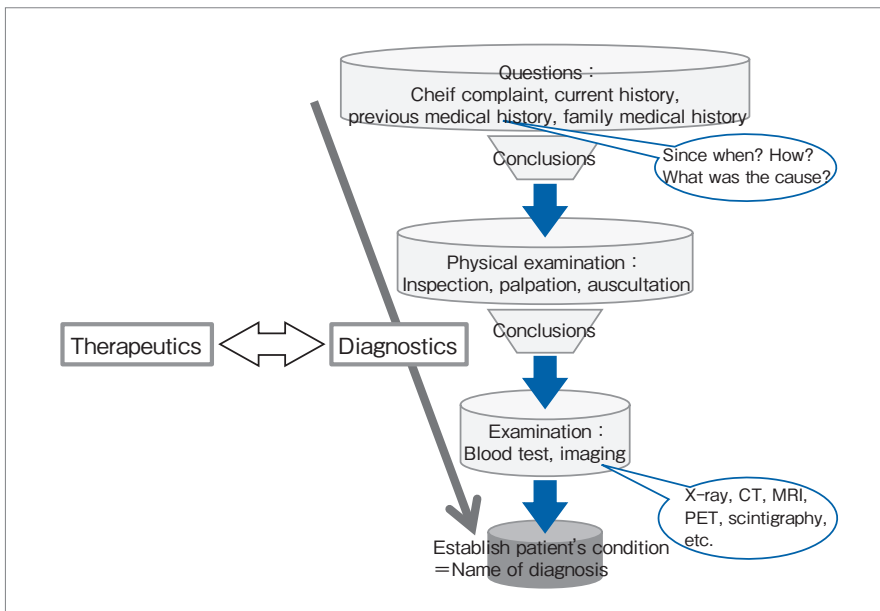 Questions：
Cheif complaint, current history,
previous medical history, family medical history
Since when? How?
What was the cause?
Conclusions
Physical examination：
Inspection, palpation, auscultation
Conclusions
Therapeutics
Diagnostics
Examination：
Blood test, imaging
X-ray, CT, MRI,
PET, scintigraphy,
etc.
Establish patient's condition
＝Name of diagnosis